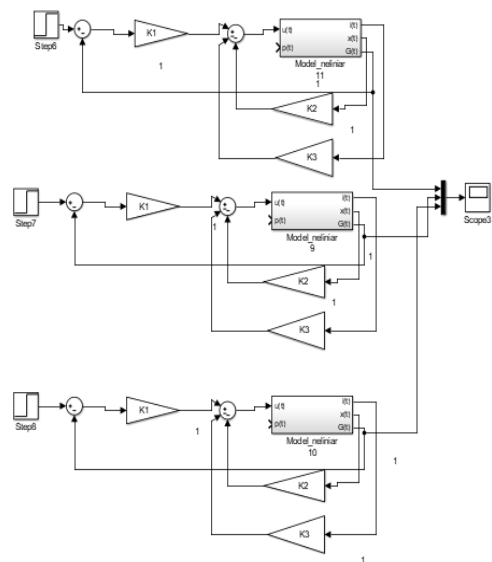 Step6
K1
u(t)
p(t)
i(t)
x(t)
G(t)
Model_neliniar
11
1
1
K2
1
K3
Step7
K1
u(t)
p(t)
i(t)
x(t)
G(t)
Model_neliniar
9
1
1
K2
1
K3
Scope3
Step8
K1
u(t)
p(t)
i(t)
x(t)
G(t)
Model_neliniar
10
1
1
K2
K3
1